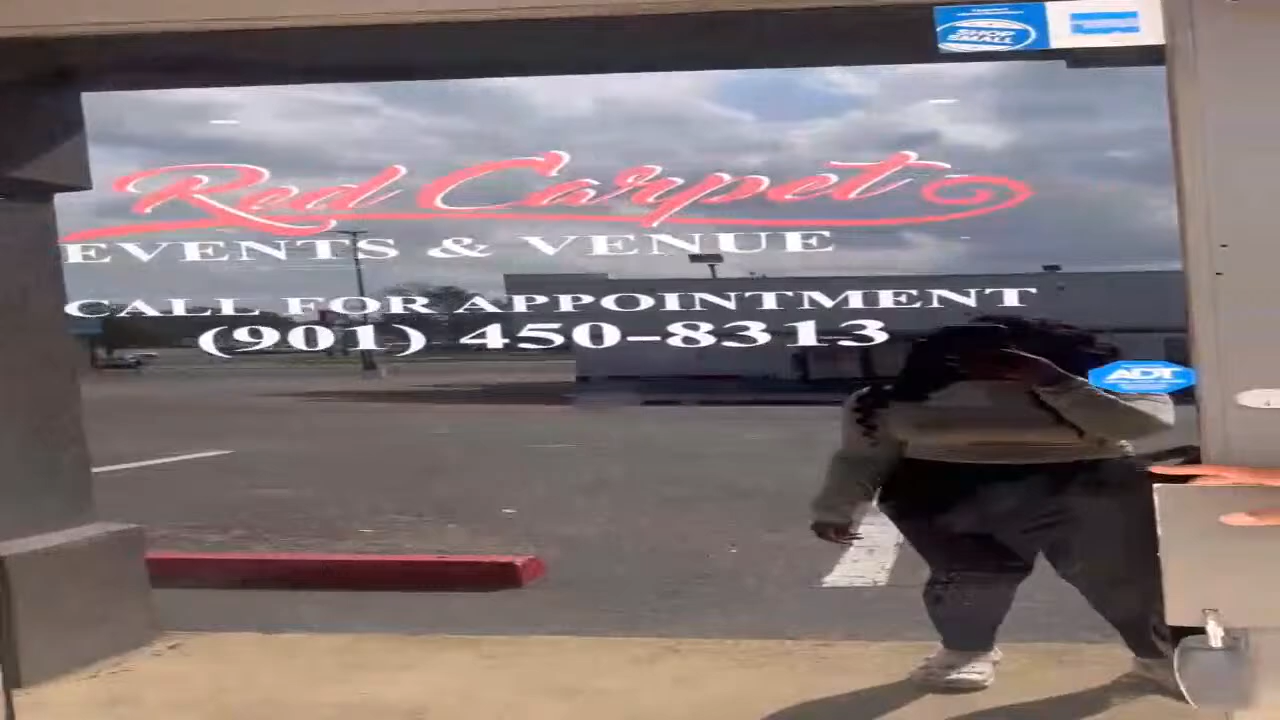 SHOP
SMALL
Red Carpet
EVENTS & VENUE
CALL FOR APPOINTMENT
(901) 450-8313
ADT